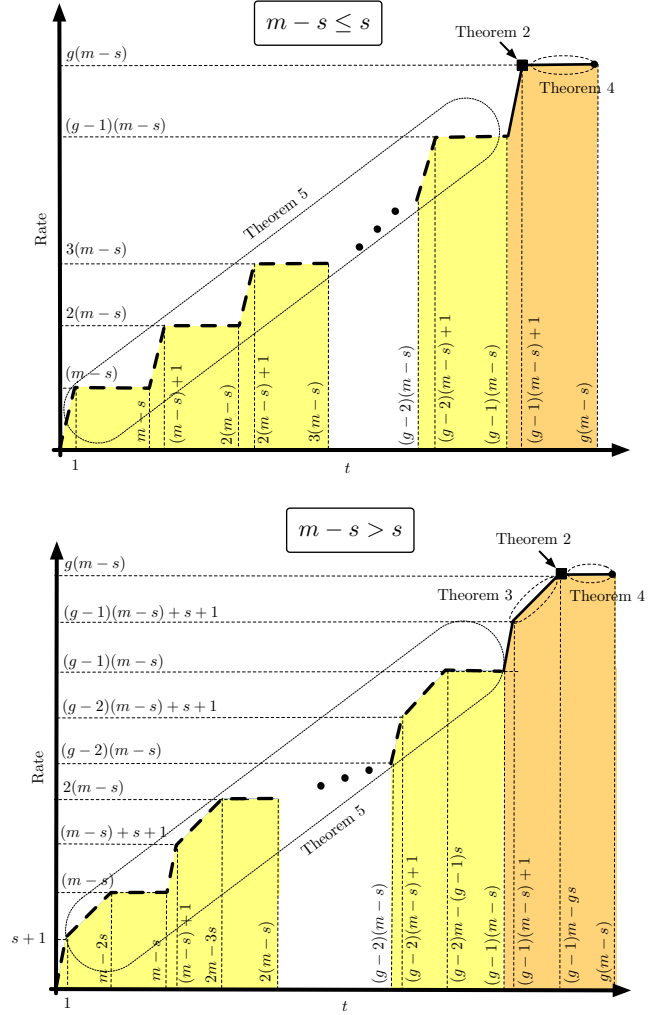 m − s ≤ s
Theorem 2
g(m − s)
Theorem 4
(g − 1)(m − s)
Theorem 5
Rate
3(m − s)
2(m − s)
(m − s)
m − s
(m − s) + 1
2(m − s)
2(m − s) + 1
3(m − s)
(g − 2)(m − s)
(g − 2)(m − s) + 1
(g − 1)(m − s)
(g − 1)(m − s) + 1
g(m − s)
1
t
m − s > s
Theorem 2
g(m − s)
Theorem 3
Theorem 4
(g − 1)(m − s) + s + 1
(g − 1)(m − s)
(g − 2)(m − s) + s + 1
(g − 2)(m − s)
Rate
2(m − s)
Theorem 5
(m − s) + s + 1
(m − s)
s + 1
m − 2s
m − s
(m − s) + 1
2m − 3s
2(m − s)
(g − 2)(m − s)
(g − 2)(m − s) + 1
(g − 2)m − (g − 1)s
(g − 1)(m − s)
(g − 1)(m − s) + 1
(g − 1)m − gs
g(m − s)
1
t